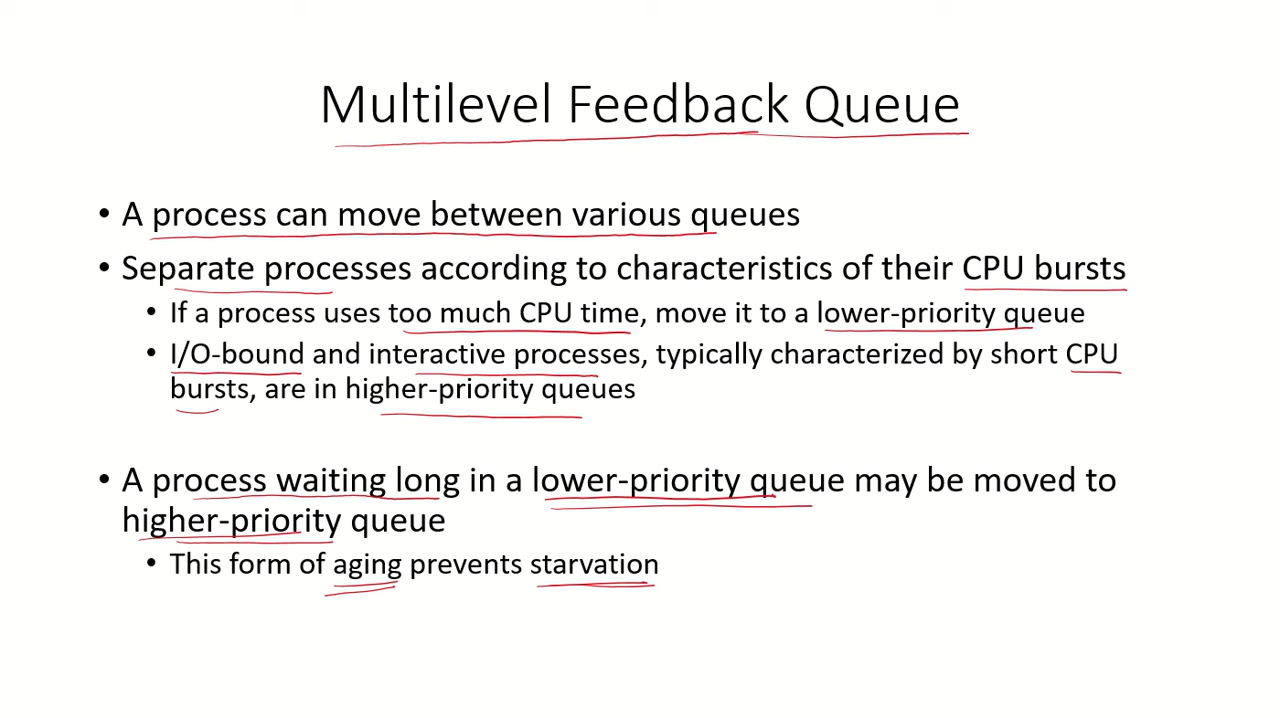 Multilevel Feedback Queue
• A process can move between various queues
• Separate processes according to characteristics of their CPU bursts
• If a process uses too much CPU time, move it to a lower-priority queue
• I/O-bound and interactive processes, typically characterized by short CPU
bursts, are in higher-priority queues
• A process waiting long in a lower-priority queue may be moved to
higher-priority queue
• This form of aging prevents starvation